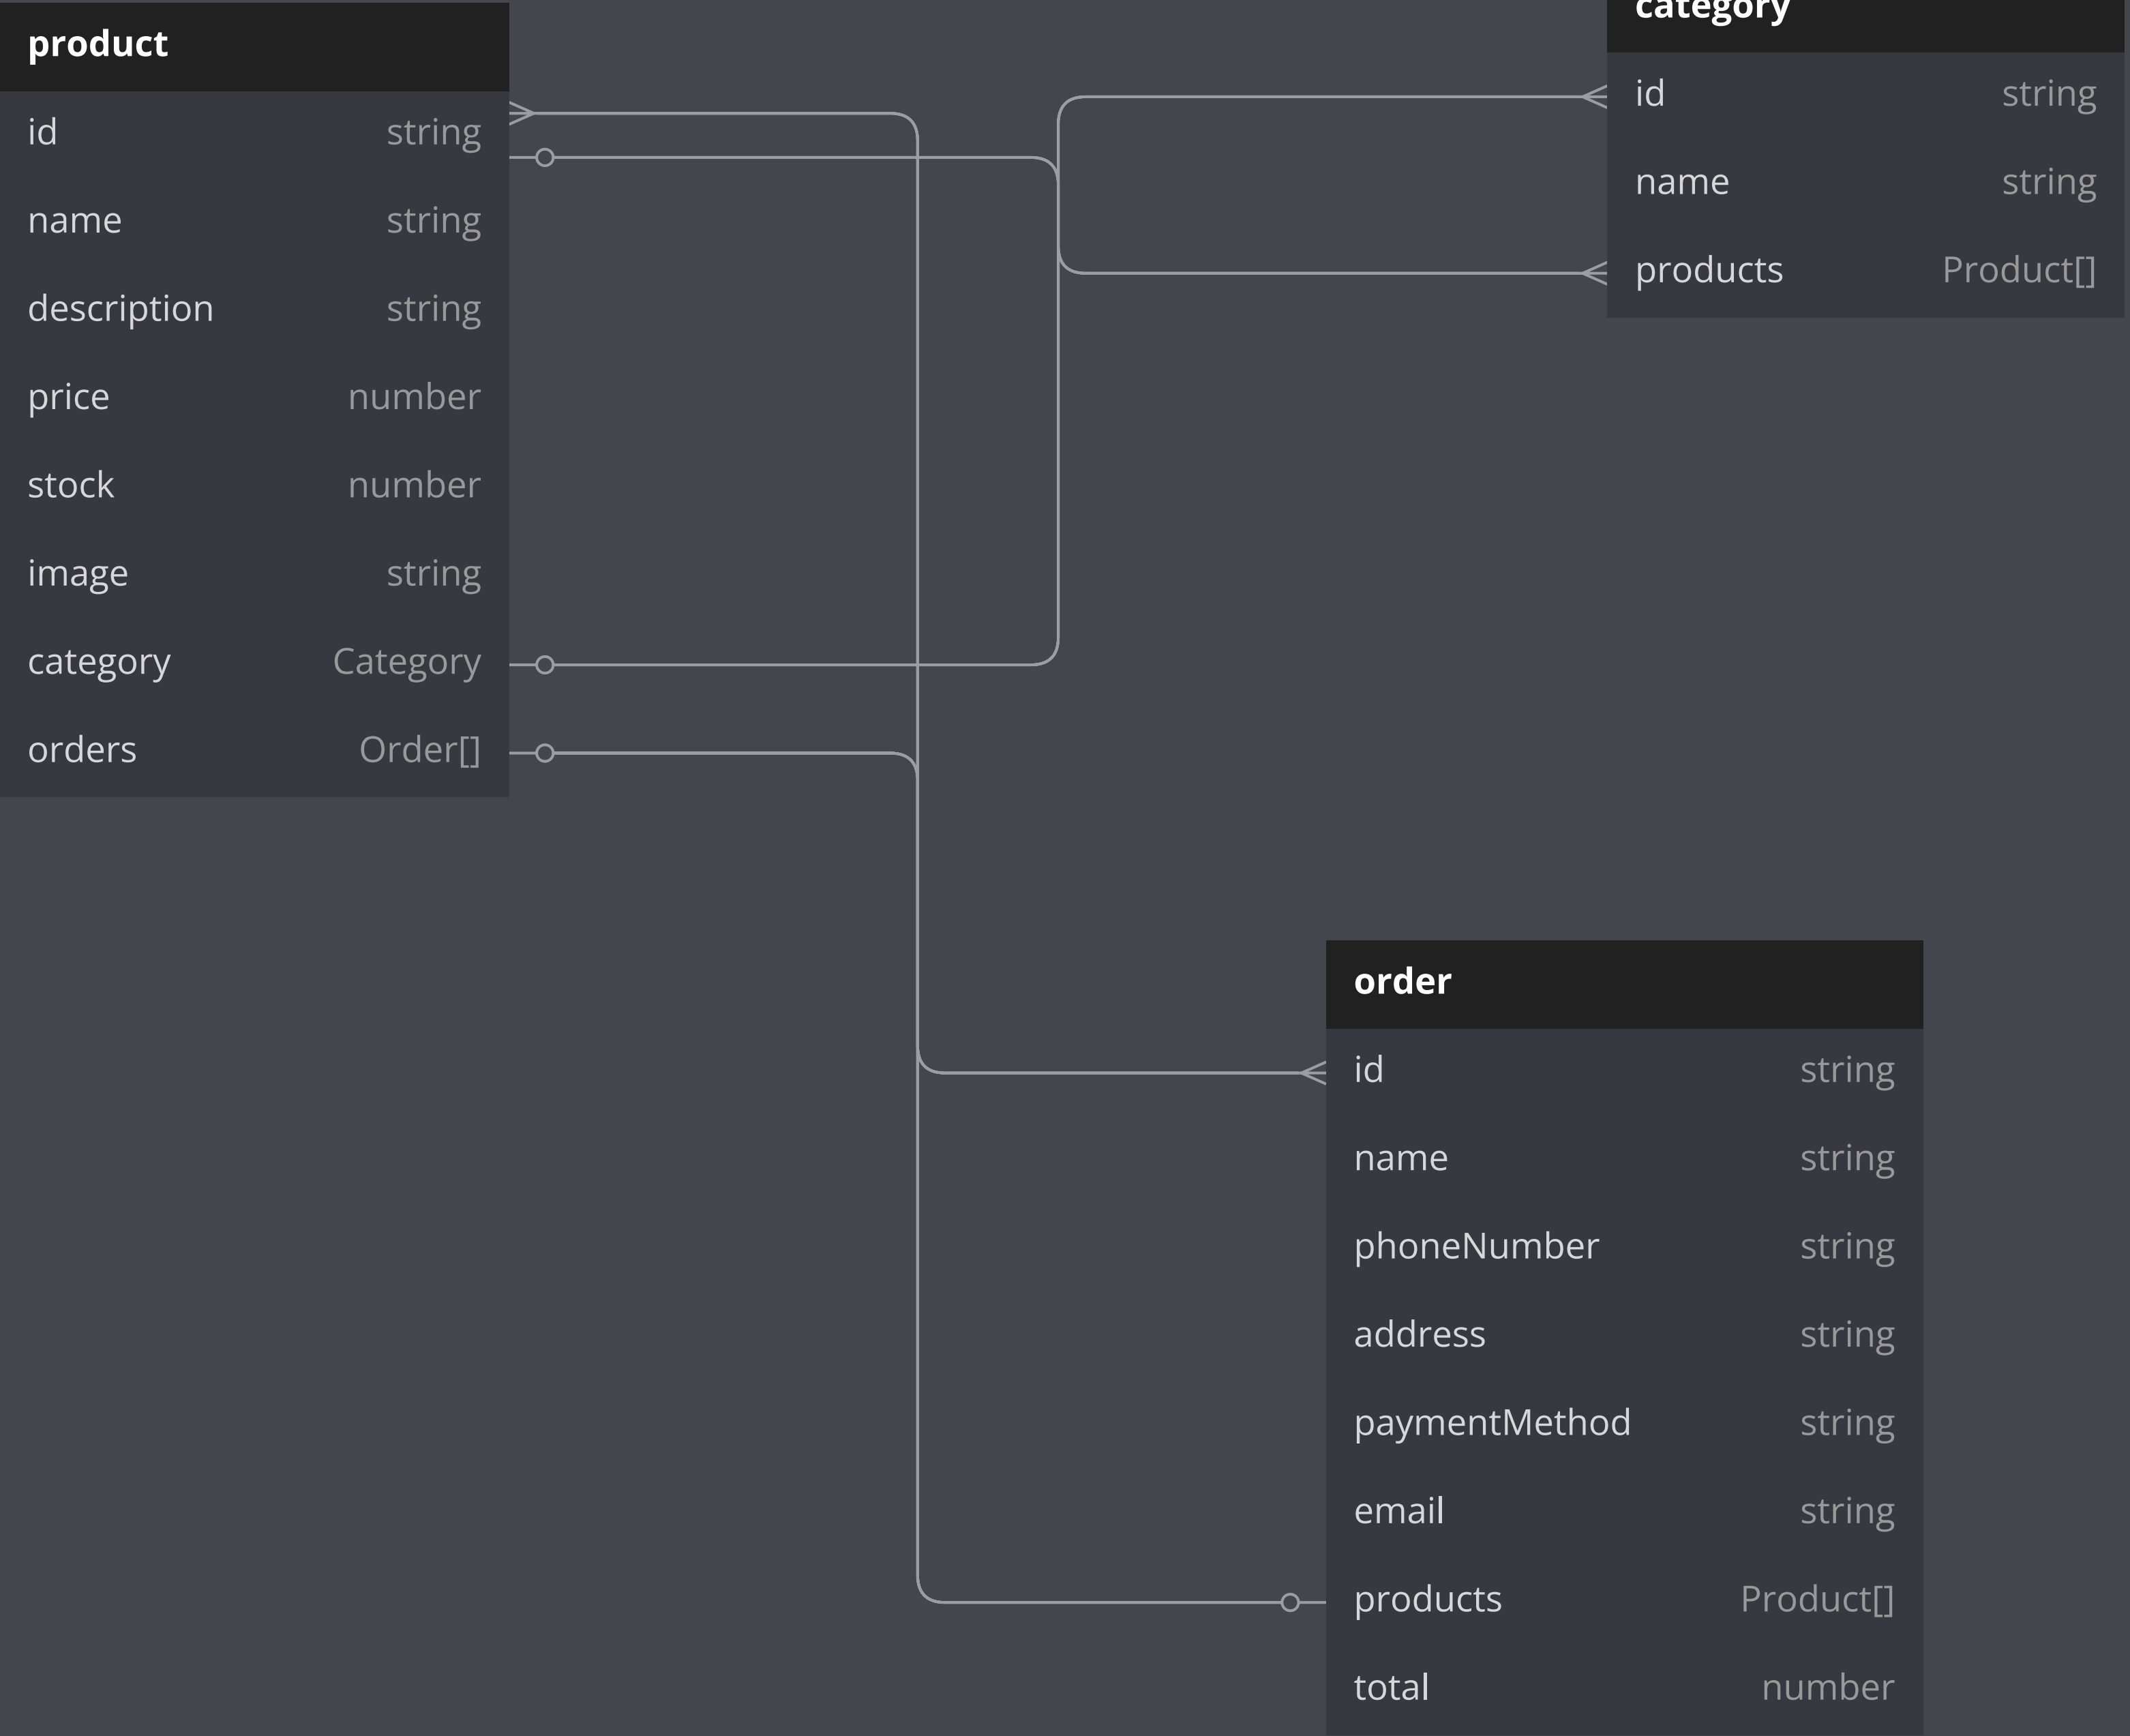 product
id string
name string
description string
price number
stock number
image string
category Category
orders Order[]
category
id string
name string
products Product[]
order
id string
name string
phoneNumber string
address string
paymentMethod string
email string
products Product[]
total number